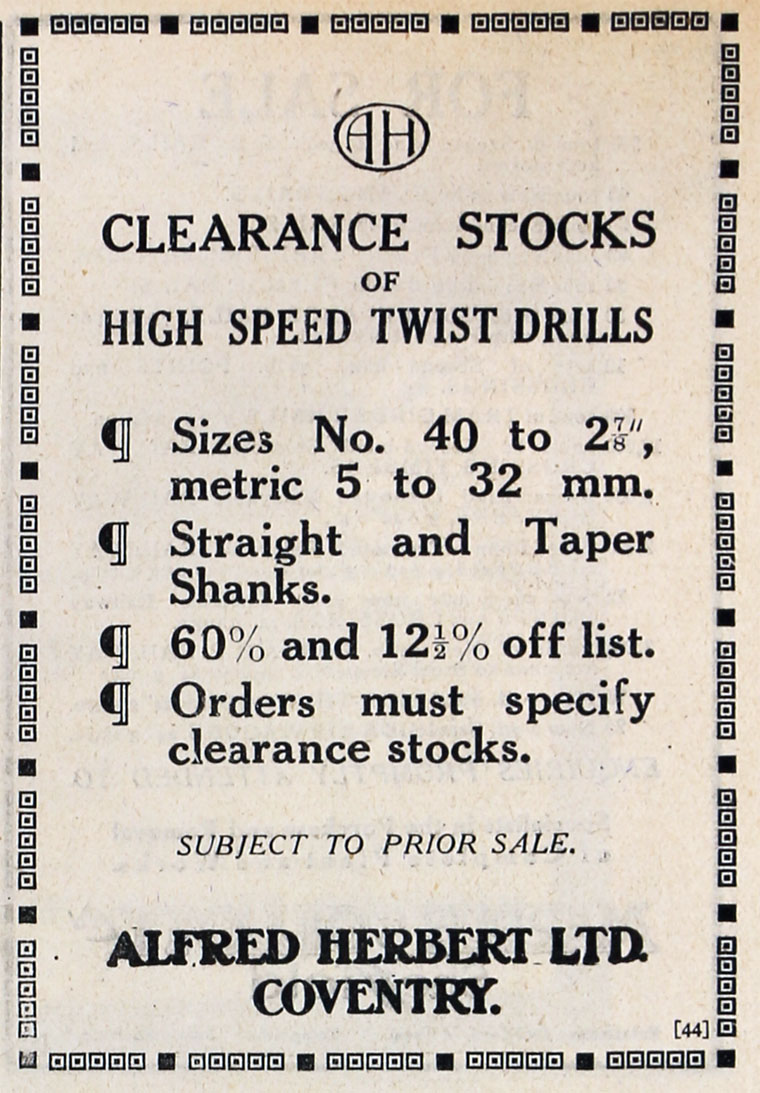 AH
CLEARANCE STOCKS
OF
HIGH SPEED TWIST DRILLS
¶ Sizes No. 40 to 2⅞",
metric 5 to 32 mm.
¶ Straight and Taper
Shanks.
¶ 60% and 12½% off list.
¶ Orders must specify
clearance stocks.
SUBJECT TO PRIOR SALE.
ALFRED HERBERT LTD.
COVENTRY.
[44]